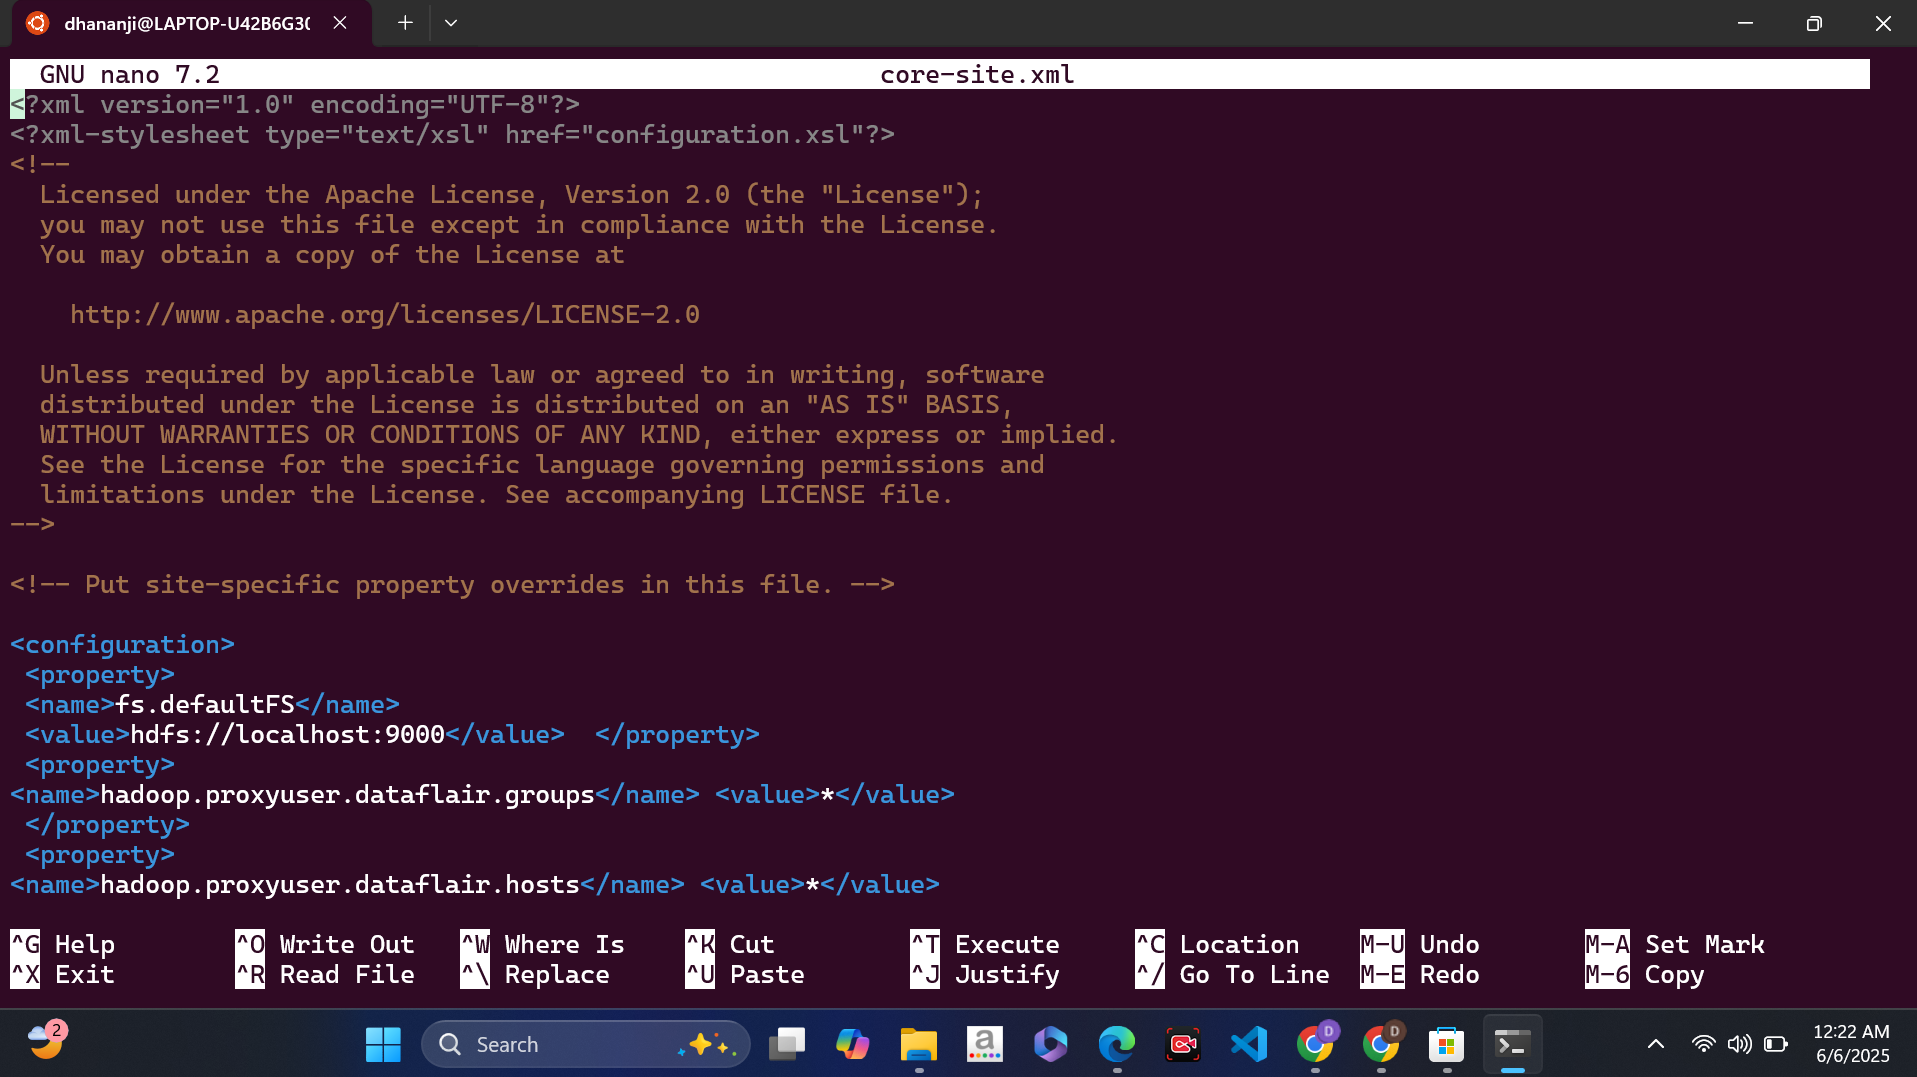 dhananji@LAPTOP-U42B6G3(
GNU nano 7.2 core-site.xml
<?xml version="1.0" encoding="UTF-8"?>
<?xml-stylesheet type="text/xsl" href="configuration.xsl"?>
<!--
Licensed under the Apache License, Version 2.0 (the "License");
you may not use this file except in compliance with the License.
You may obtain a copy of the License at
http://www.apache.org/licenses/LICENSE-2.0
Unless required by applicable law or agreed to in writing, software
distributed under the License is distributed on an "AS IS" BASIS,
WITHOUT WARRANTIES OR CONDITIONS OF ANY KIND, either express or implied.
See the License for the specific language governing permissions and
limitations under the License. See accompanying LICENSE file.
-->
<!-- Put site-specific property overrides in this file. -->
<configuration>
<property>
<name>fs.defaultFS</name>
<value>hdfs://localhost:9000</value>  </property>
<property>
<name>hadoop.proxyuser.dataflair.groups</name> <value>*</value>
</property>
<property>
<name>hadoop.proxyuser.dataflair.hosts</name> <value>*</value>
^G Help ^O Write Out ^W Where Is ^K Cut ^T Execute ^C Location M-U Undo M-A Set Mark
^X Exit ^R Read File ^\ Replace ^U Paste ^J Justify ^/ Go To Line M-E Redo M-6 Copy
2 Search a D D 12:22 AM
6/6/2025